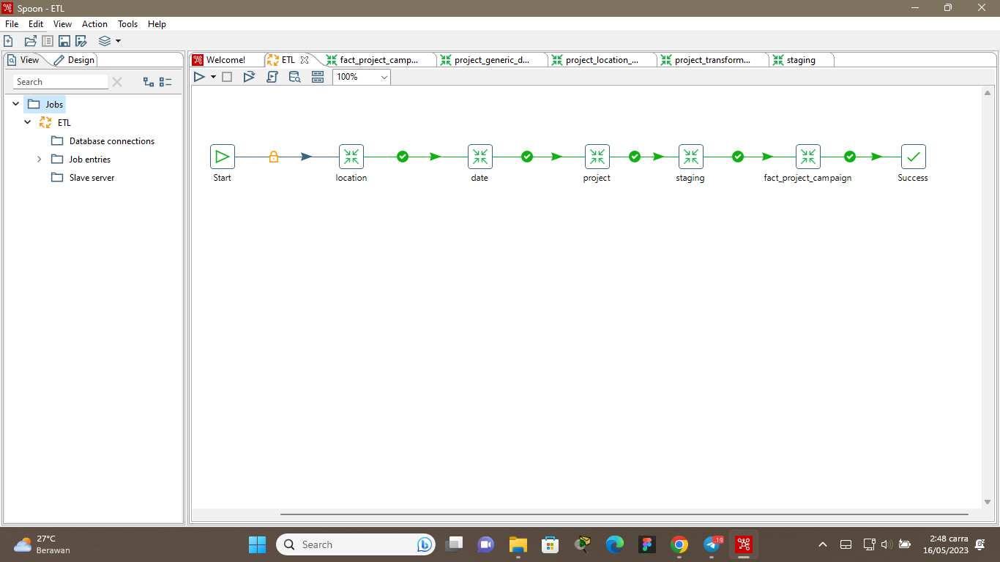 Spoon - ETL
File Edit View Action Tools Help
View Design
Welcome! ETL fact_project_camp... project_generic_d... project_location_... project_transform... staging
Search
100%
Jobs
ETL
Database connections
Job entries
Slave server
Start location date project staging fact_project_campaign Success
27°C
Berawan
Search
19
2:48 carra
16/05/2023